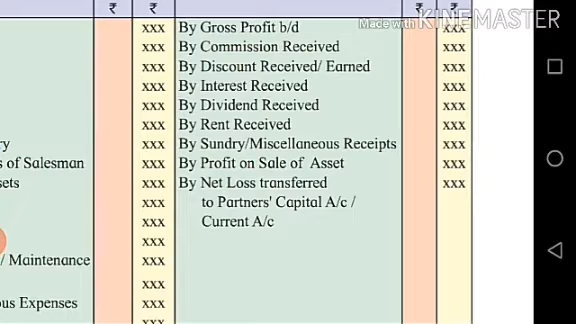 ₹ ₹ ₹ ₹
Made with KINEMASTER
xxx By Gross Profit b/d xxx
xxx By Commission Received xxx
xxx By Discount Received/ Earned xxx
xxx By Interest Received xxx
xxx By Dividend Received xxx
ry xxx By Rent Received xxx
xxx By Sundry/Miscellaneous Receipts xxx
s of Salesman xxx By Profit on Sale of Asset xxx
sets xxx By Net Loss transferred xxx
xxx to Partners' Capital A/c /
xxx Current A/c
xxx
/ Maintenance xxx
xxx
ous Expenses xxx
xxx